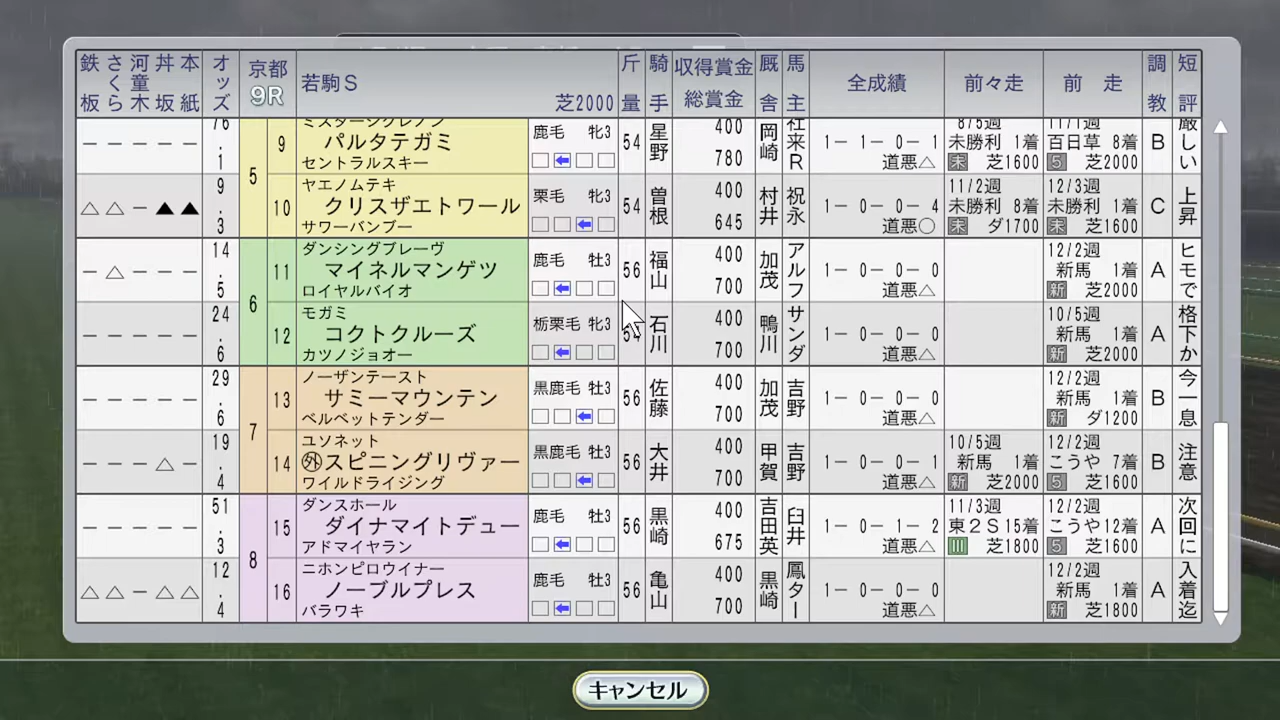 鉄板 さくら 河童木 丼坂 本紙 オッズ 京都 9R 若駒S 芝2000 斤量 騎手 収得賞金 総賞金 厩舎 馬主 全成績 前々走 前走 調教 短評
－ － － － － 76.1 5 9 パルタテガミ セントラルスキー 鹿毛 牝3 54 星野 400 780 岡崎 社来R 1－1－0－1 道悪△ 8/5週 未勝利 1着 未 芝1600 11/1週 百日草 8着 5 芝2000 B 厳しい
△ △ － ▲ ▲ 9.3 10 ヤエノムテキ クリスザエトワール サワーバンブー 栗毛 牝3 54 曽根 400 645 村井 祝永 1－0－0－4 道悪○ 11/2週 未勝利 8着 未 ダ1700 12/3週 未勝利 1着 未 芝1600 C 上昇
－ △ － － － 14.5 6 11 ダンシングブレーヴ マイネルマンゲツ ロイヤルバイオ 鹿毛 牡3 56 福山 400 700 加茂 アルルフ 1－0－0－0 道悪△ 12/2週 新馬 1着 新 芝2000 A ヒモで
－ － － － － 24.6 12 モガミ コクトクルーズ カツノジョオー 栃栗毛 牝3 54 石川 400 700 鴨川 サンダ 1－0－0－0 道悪△ 10/5週 新馬 1着 新 芝2000 A 格下か
－ － － － － 29.6 7 13 ノーザンテースト サミーマウンテン ベルベットテンダー 黒鹿毛 牡3 56 佐藤 400 700 加茂 吉野 1－0－0－0 道悪△ 12/2週 新馬 1着 新 ダ1200 B 今一息
－ － － △ － 19.4 14 ユソネット 外スピニングリヴァー ワイルドライジング 黒鹿毛 牡3 56 大井 400 700 甲賀 吉野 1－0－0－1 道悪△ 10/5週 新馬 1着 新 芝2000 12/2週 こうや 7着 5 芝1600 B 注意
－ － － － － 51.3 8 15 ダンスホール ダイナマイトデュー アドマイヤラン 鹿毛 牡3 56 黒崎 400 675 吉田英 臼井 1－0－1－2 道悪△ 11/3週 東2S15着 III 芝1800 12/2週 こうや12着 5 芝1600 A 次回に
△ △ － △ △ 12.4 16 ニホンピロウイナー ノーブルプレス バラワキ 鹿毛 牡3 56 亀山 400 700 黒崎 鳳ター 1－0－0－0 道悪△ 12/2週 新馬 1着 新 芝1800 A 入着迄
キャンセル